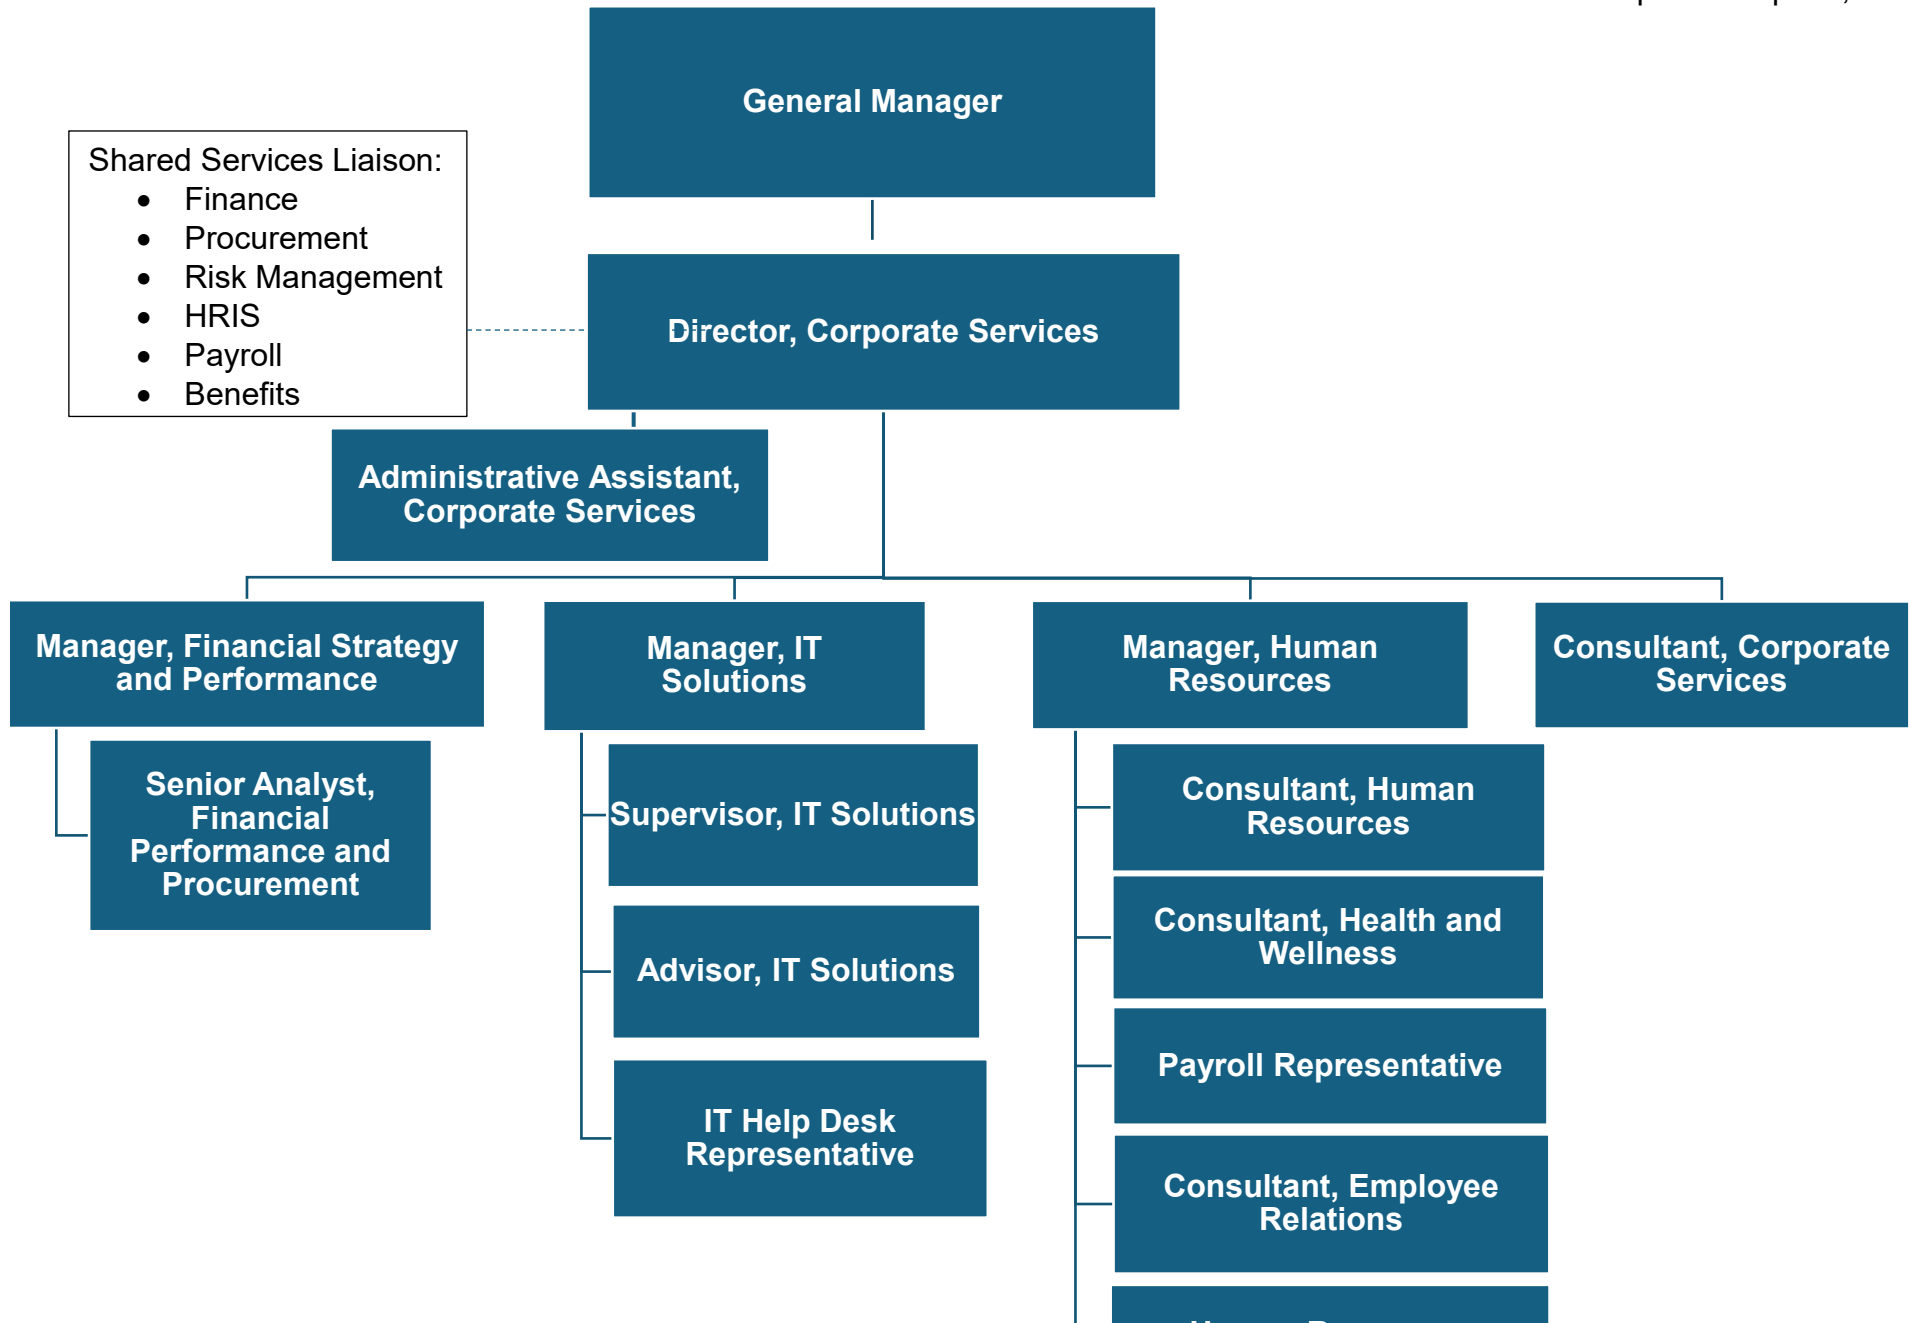 General Manager
Shared Services Liaison:
• Finance
• Procurement
• Risk Management
• HRIS
• Payroll
• Benefits
Director, Corporate Services
Administrative Assistant,
Corporate Services
Manager, Financial Strategy
and Performance
Senior Analyst,
Financial
Performance and
Procurement
Manager, IT
Solutions
Supervisor, IT Solutions
Advisor, IT Solutions
IT Help Desk
Representative
Manager, Human
Resources
Consultant, Human
Resources
Consultant, Health and
Wellness
Payroll Representative
Consultant, Employee
Relations
Consultant, Corporate
Services